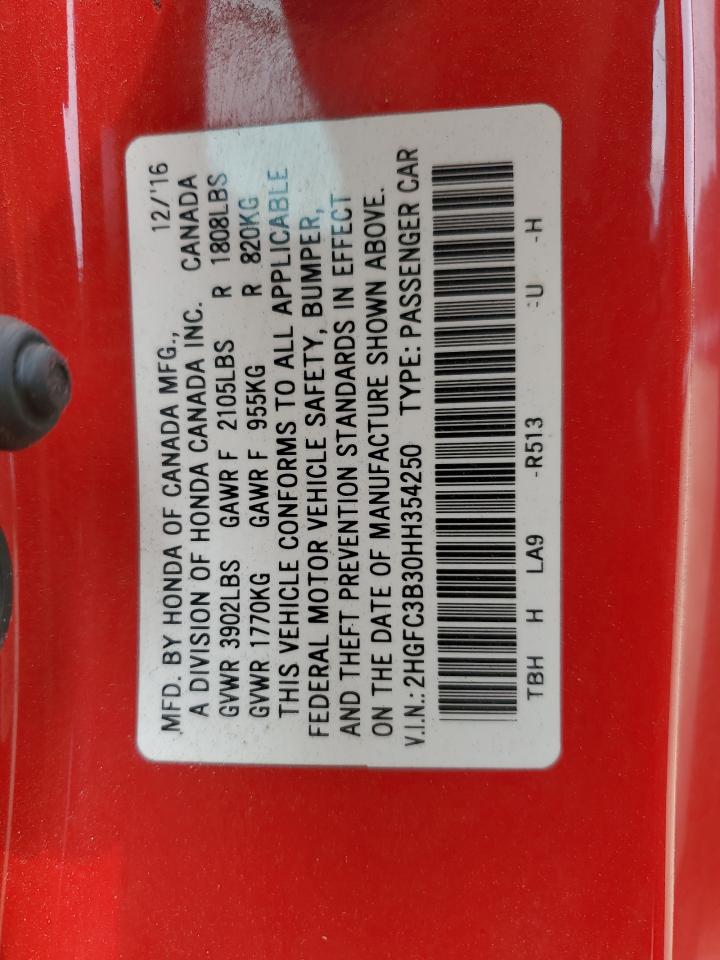 MFD. BY HONDA OF CANADA MFG., 12/'16
A DIVISION OF HONDA CANADA INC. CANADA
GVWR 3902LBS GAWR F 2105LBS R 1808LBS
GVWR 1770KG GAWR F 955KG R 820KG
THIS VEHICLE CONFORMS TO ALL APPLICABLE
FEDERAL MOTOR VEHICLE SAFETY, BUMPER,
AND THEFT PREVENTION STANDARDS IN EFFECT
ON THE DATE OF MANUFACTURE SHOWN ABOVE.
V.I.N.: 2HGFC3B30HH354250 TYPE: PASSENGER CAR
TBH H LA9 -R513 -U -H